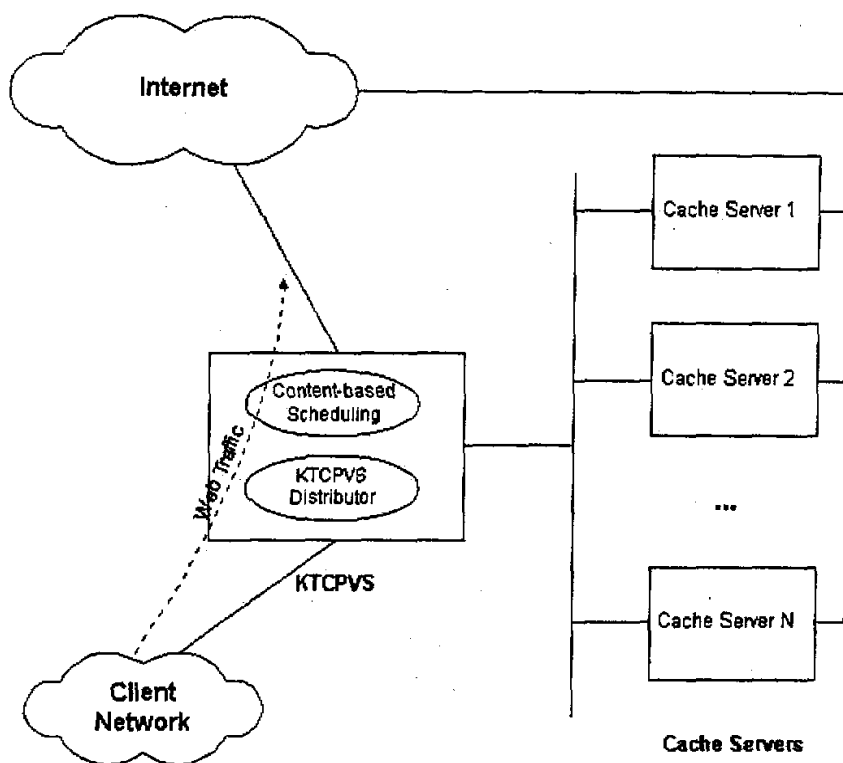 Internet
Cache Server 1
Cache Server 2
Content-based
Scheduling
KTCPVS
Distributor
Web Traffic
...
KTCPVS
Cache Server N
Client
Network
Cache Servers